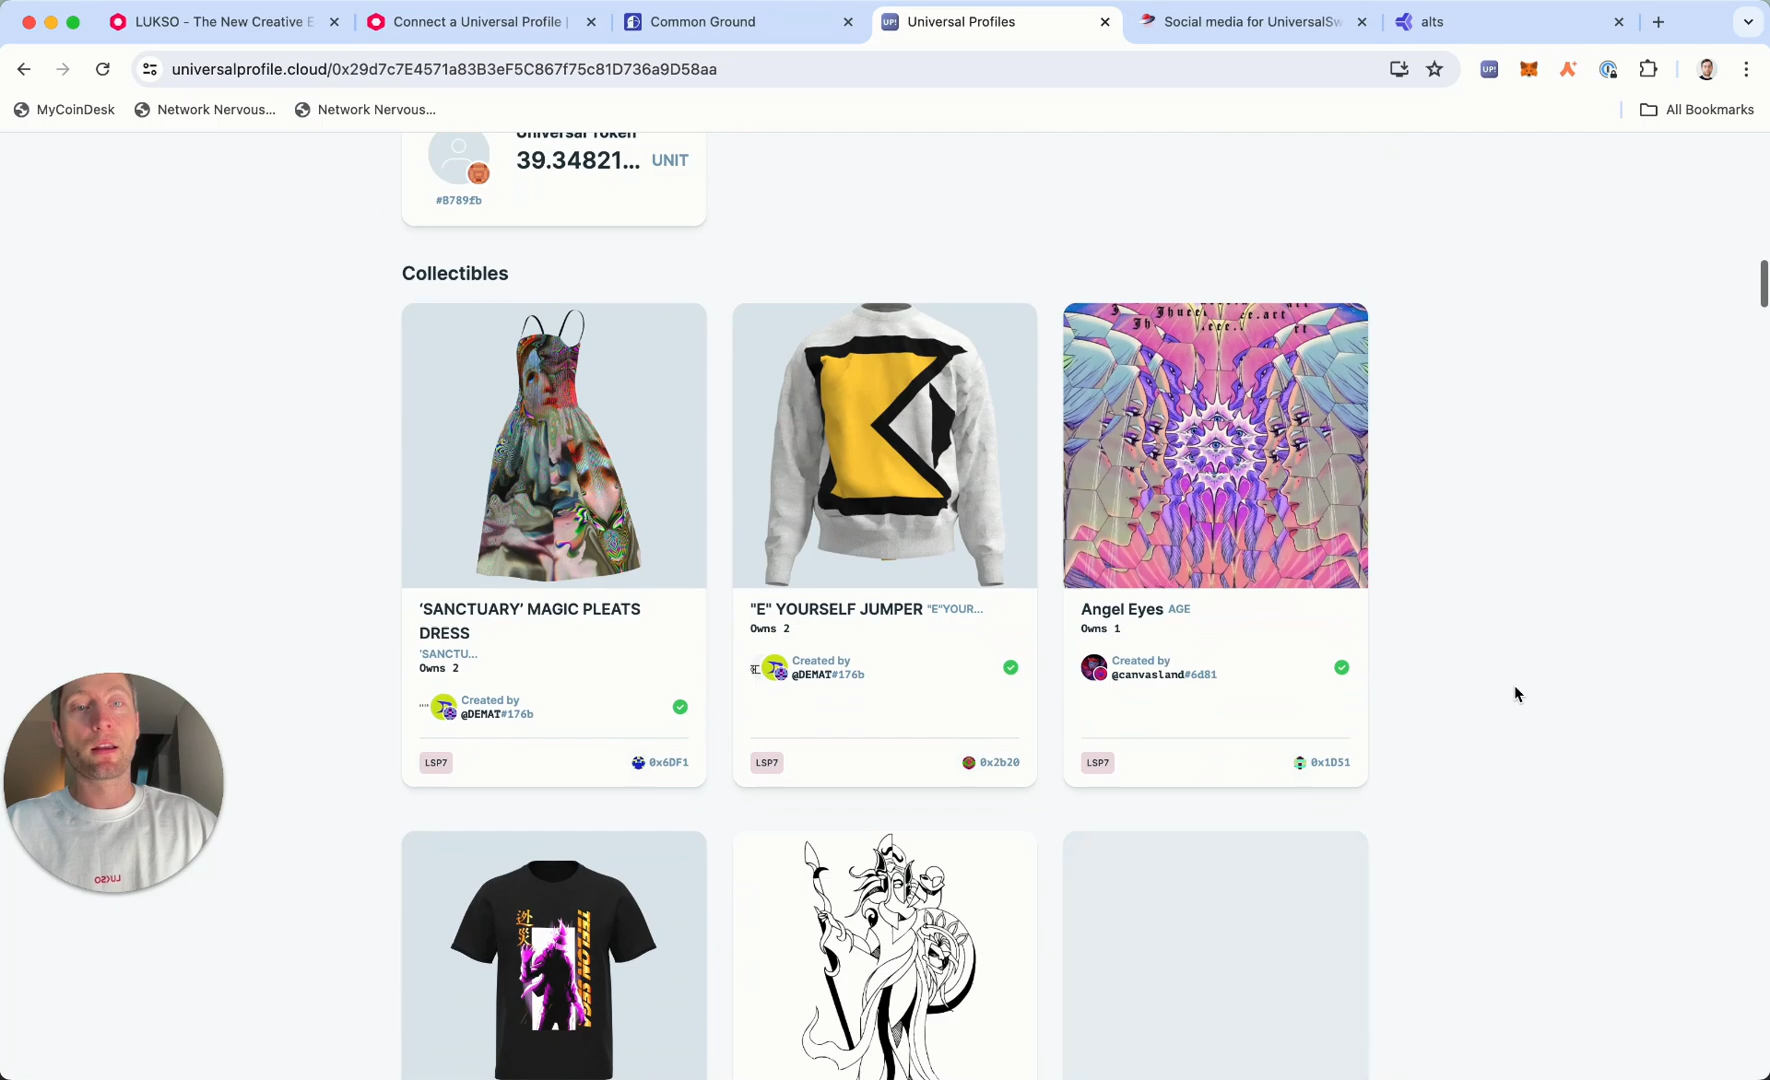 LUKSO - The New Creative E
Connect a Universal Profile |
Common Ground
UP! Universal Profiles
Social media for UniversalSw
alts
universalprofile.cloud/0x29d7c7E4571a83B3eF5C867f75c81D736a9D58aa
UP!
MyCoinDesk
Network Nervous...
Network Nervous...
All Bookmarks
Universal Token
39.34821... UNIT
#B789fb
Collectibles
'SANCTUARY' MAGIC PLEATS
DRESS
'SANCTU...
Owns 2
Created by
@DEMAT#176b
LSP7
0x6DF1
"E" YOURSELF JUMPER "E"YOUR...
Owns 2
Created by
@DEMAT#176b
LSP7
0x2b20
Angel Eyes AGE
Owns 1
Created by
@canvasland#6d81
LSP7
0x1D51
LUKSO